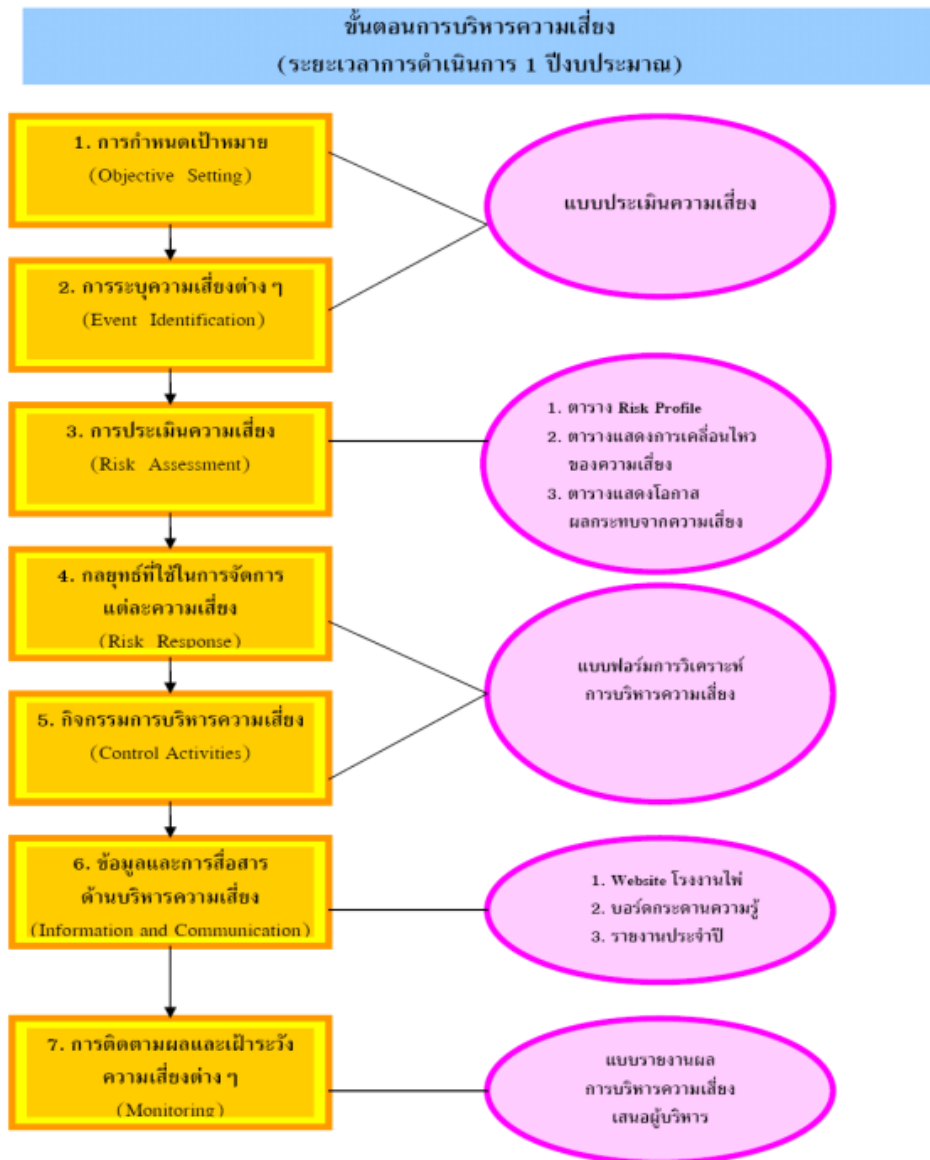 ขั้นตอนการบริหารความเสี่ยง
(ระยะเวลาการดำเนินการ 1 ปีงบประมาณ)
1. การกำหนดเป้าหมาย
(Objective Setting)
แบบประเมินความเสี่ยง
2. การระบุความเสี่ยงต่าง ๆ
(Event Identification)
3. การประเมินความเสี่ยง
(Risk Assessment)
1. ตาราง Risk Profile
2. ตารางแสดงการเคลื่อนไหว
ของความเสี่ยง
3. ตารางแสดงโอกาส
ผลกระทบจากความเสี่ยง
4. กลยุทธ์ที่ใช้ในการจัดการ
แต่ละความเสี่ยง
(Risk Response)
แบบฟอร์มการวิเคราะห์
การบริหารความเสี่ยง
5. กิจกรรมการบริหารความเสี่ยง
(Control Activities)
6. ข้อมูลและการสื่อสาร
ด้านบริหารความเสี่ยง
(Information and Communication)
1. Website โรงงานไพ่
2. บอร์ดกระดานความรู้
3. รายงานประจำปี
7. การติดตามผลและเฝ้าระวัง
ความเสี่ยงต่าง ๆ
(Monitoring)
แบบรายงานผล
การบริหารความเสี่ยง
เสนอผู้บริหาร